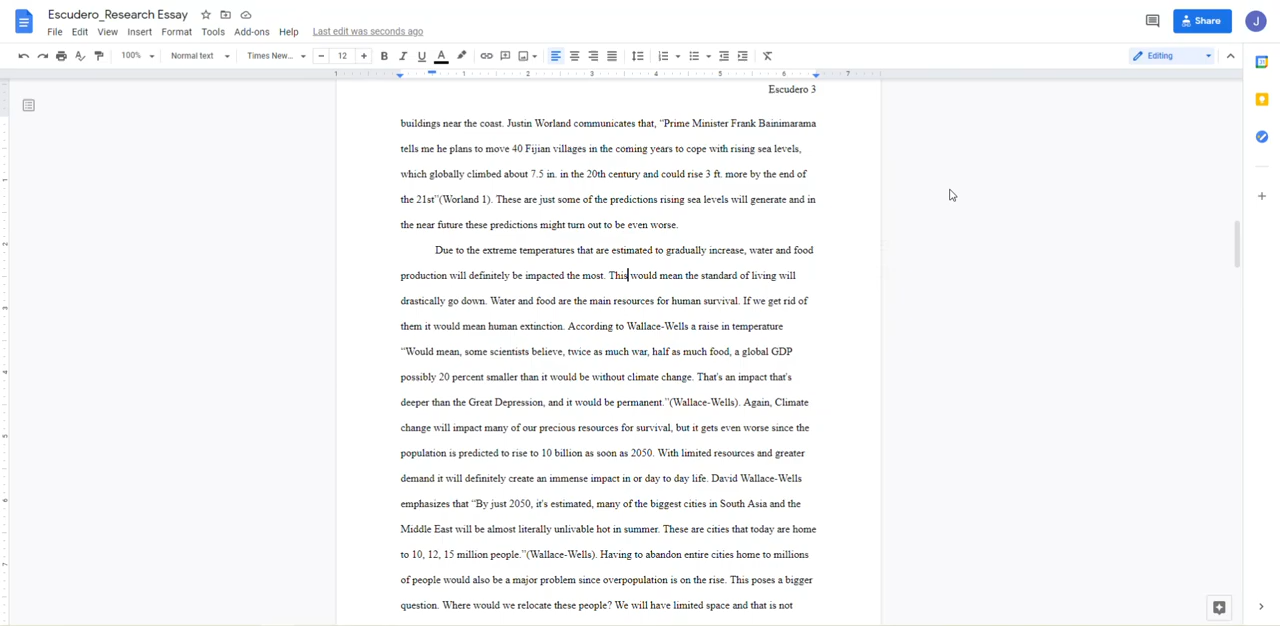 Escudero_Research Essay
File Edit View Insert Format Tools Add-ons Help Last edit was seconds ago
Share
J
100% Normal text Times New... − 12 + B I U A Editing
1 1 2 3 4 5 6 7
Escudero 3
buildings near the coast. Justin Worland communicates that, “Prime Minister Frank Bainimarama
tells me he plans to move 40 Fijian villages in the coming years to cope with rising sea levels,
which globally climbed about 7.5 in. in the 20th century and could rise 3 ft. more by the end of
the 21st”(Worland 1). These are just some of the predictions rising sea levels will generate and in
the near future these predictions might turn out to be even worse.
Due to the extreme temperatures that are estimated to gradually increase, water and food
production will definitely be impacted the most. This would mean the standard of living will
drastically go down. Water and food are the main resources for human survival. If we get rid of
them it would mean human extinction. According to Wallace-Wells a raise in temperature
“Would mean, some scientists believe, twice as much war, half as much food, a global GDP
possibly 20 percent smaller than it would be without climate change. That's an impact that's
deeper than the Great Depression, and it would be permanent.”(Wallace-Wells). Again, Climate
change will impact many of our precious resources for survival, but it gets even worse since the
population is predicted to rise to 10 billion as soon as 2050. With limited resources and greater
demand it will definitely create an immense impact in or day to day life. David Wallace-Wells
emphasizes that “By just 2050, it's estimated, many of the biggest cities in South Asia and the
Middle East will be almost literally unlivable hot in summer. These are cities that today are home
to 10, 12, 15 million people.”(Wallace-Wells). Having to abandon entire cities home to millions
of people would also be a major problem since overpopulation is on the rise. This poses a bigger
question. Where would we relocate these people? We will have limited space and that is not